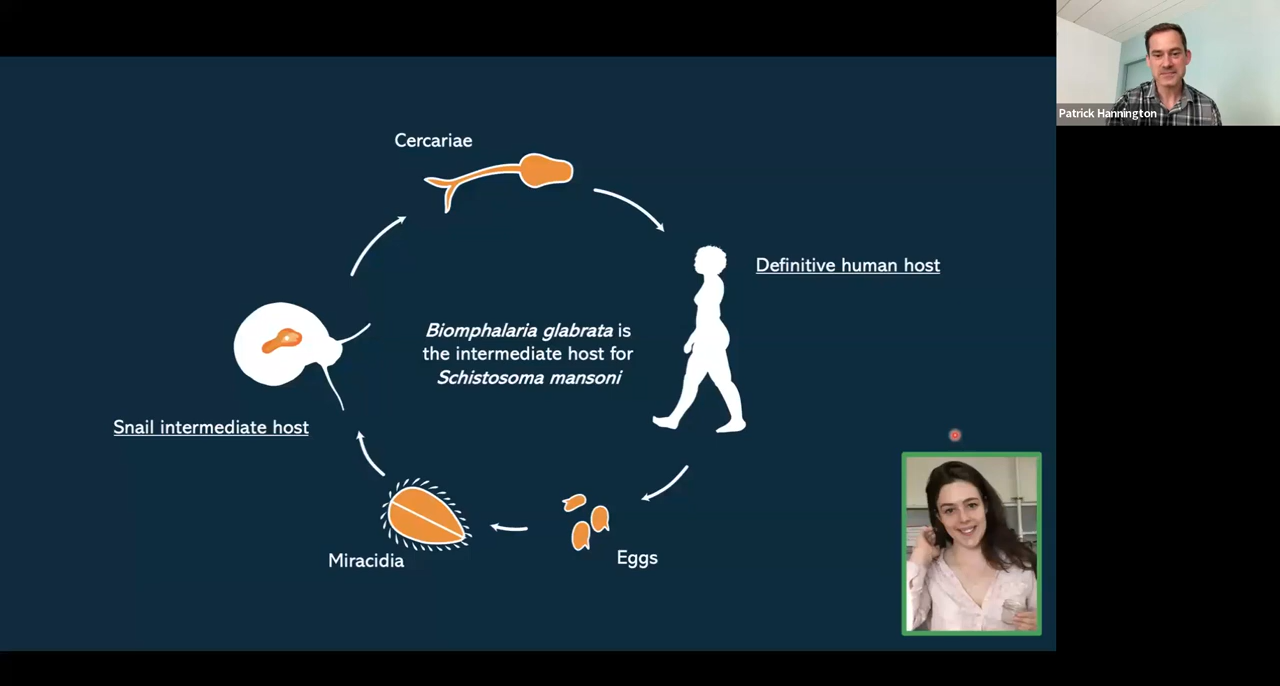 Patrick Hannington
Cercariae
Definitive human host
Biomphalaria glabrata is
the intermediate host for
Schistosoma mansoni
Snail intermediate host
Miracidia
Eggs